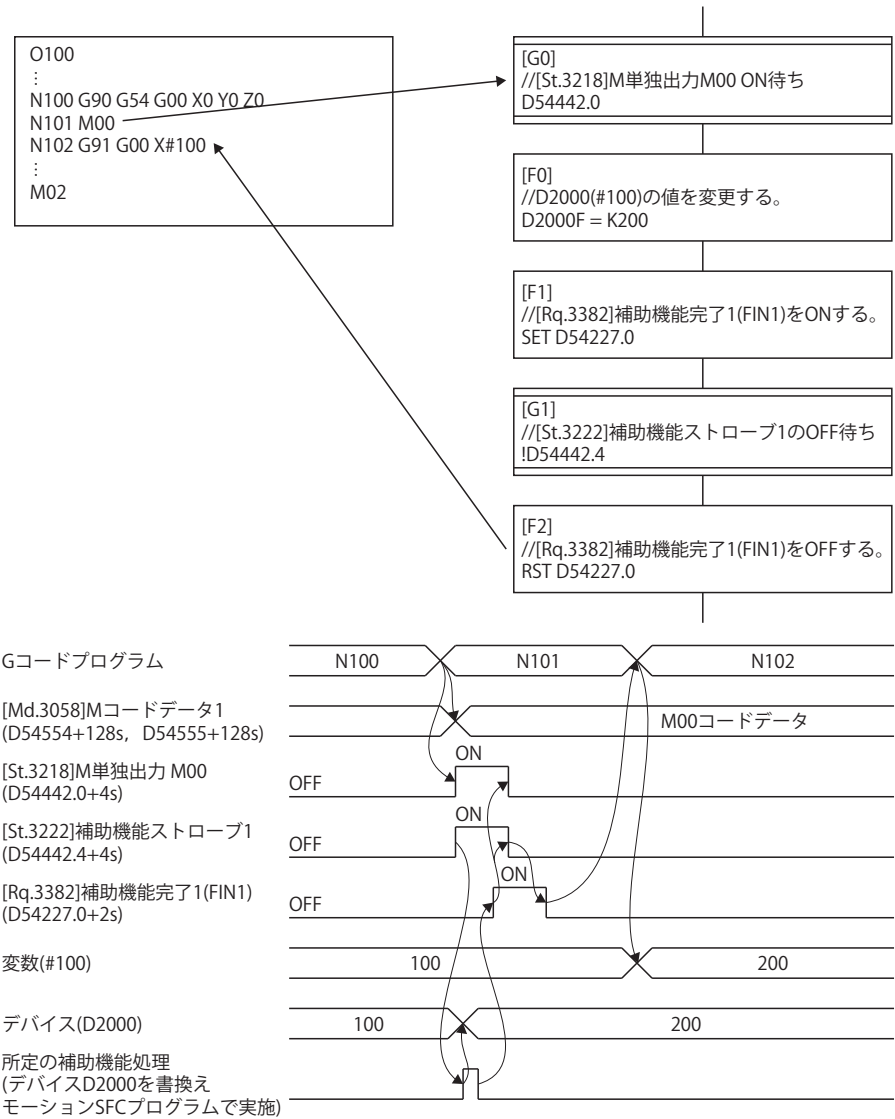 O100
⋮
N100 G90 G54 G00 X0 Y0 Z0
N101 M00
N102 G91 G00 X#100
⋮
M02
[G0]
//[St.3218]M単独出力M00 ON待ち
D54442.0
[F0]
//D2000(#100)の値を変更する。
D2000F = K200
[F1]
//[Rq.3382]補助機能完了1(FIN1)をONする。
SET D54227.0
[G1]
//[St.3222]補助機能ストローブ1のOFF待ち
!D54442.4
[F2]
//[Rq.3382]補助機能完了1(FIN1)をOFFする。
RST D54227.0
Gコードプログラム
N100
N101
N102
[Md.3058]Mコードデータ1
(D54554+128s, D54555+128s)
M00コードデータ
[St.3218]M単独出力 M00
(D54442.0+4s)
OFF
ON
[St.3222]補助機能ストローブ1
(D54442.4+4s)
OFF
ON
[Rq.3382]補助機能完了1(FIN1)
(D54227.0+2s)
OFF
ON
変数(#100)
100
200
デバイス(D2000)
100
200
所定の補助機能処理
(デバイスD2000を書換え
モーションSFCプログラムで実施)